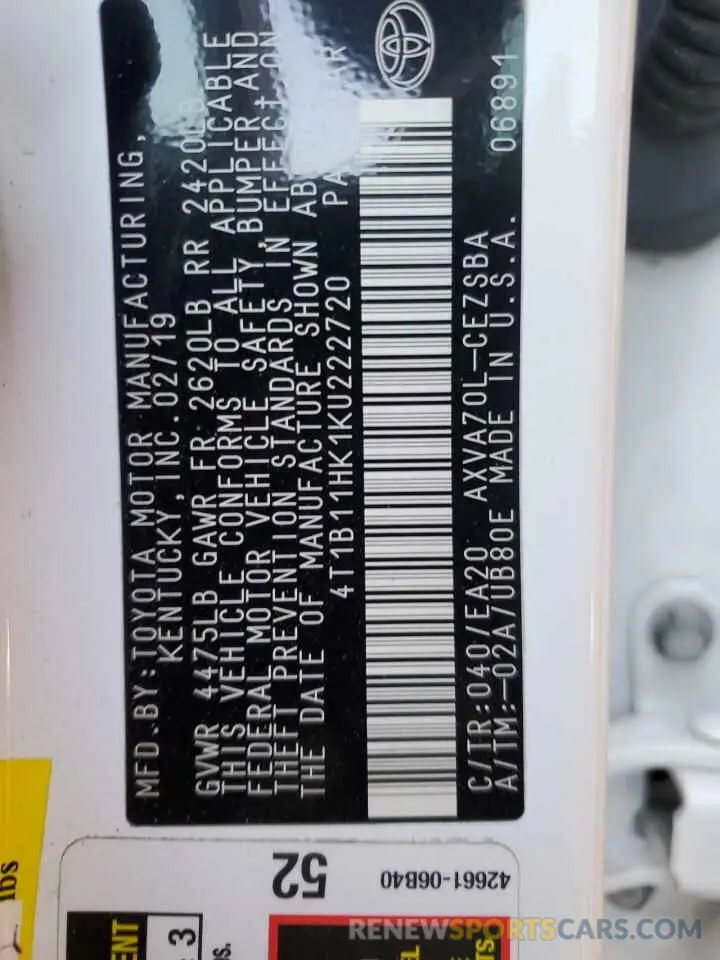 MFD.BY:TOYOTA MOTOR MANUFACTURING,
KENTUCKY, INC. 02/19
GVWR 4475LB GAWR FR 2620LB RR 2420LB
THIS VEHICLE CONFORMS TO ALL APPLICABLE
FEDERAL MOTOR VEHICLE SAFETY, BUMPER AND
THEFT PREVENTION STANDARDS IN EFFECT ON
THE DATE OF MANUFACTURE SHOWN
4T1B11HK1KU222720
C/TR:040/EA20 AXVA70L-CEZSBA
A/TM:-02A/UB80E MADE IN U.S.A.
06891
52
42661-06B40
lbs
3
RENEWSPORTSCARS.COM